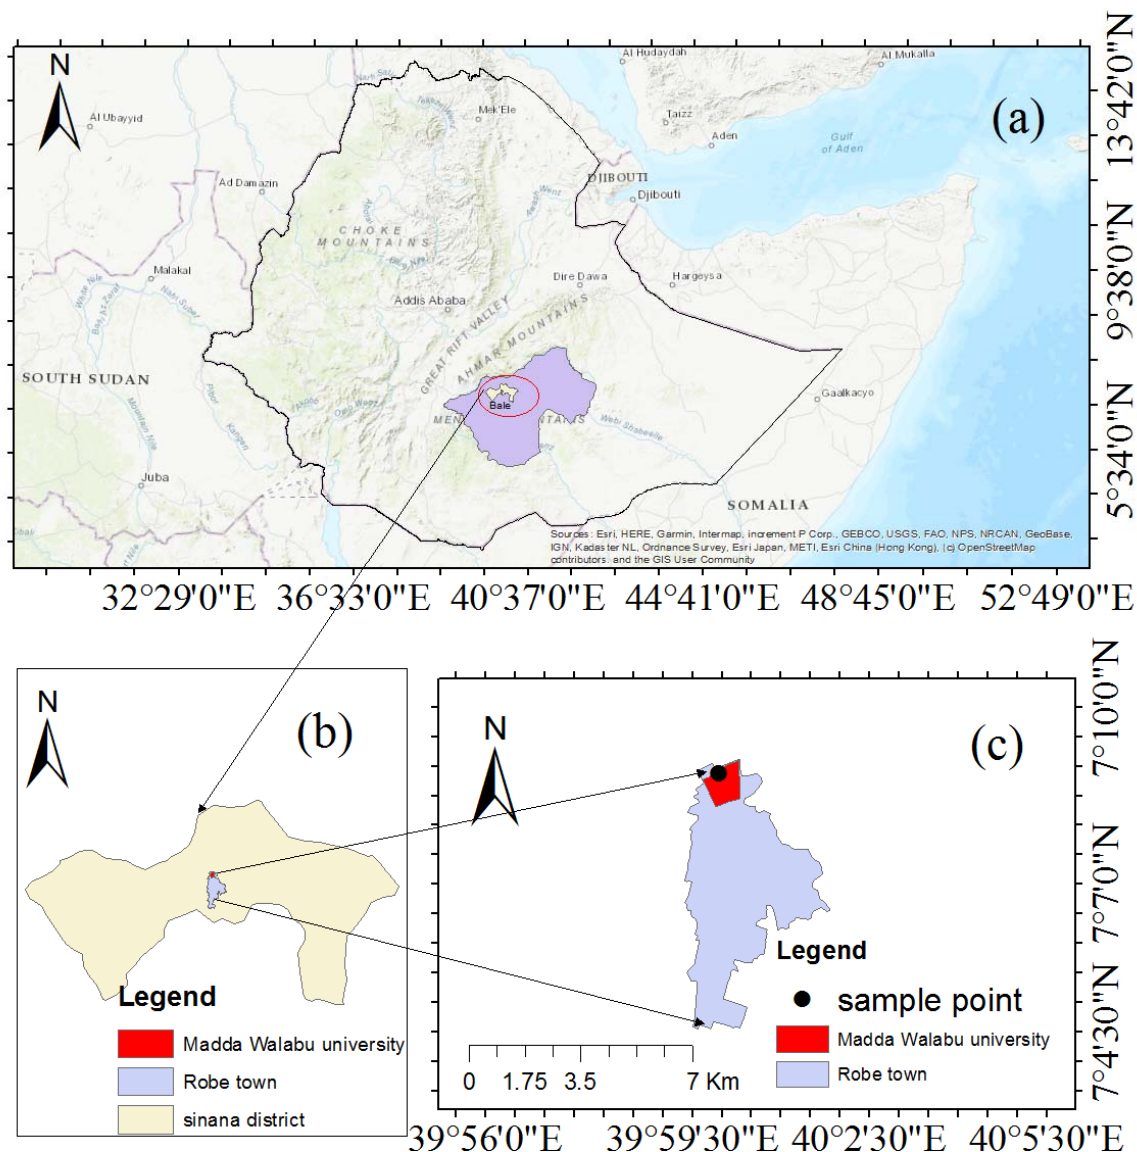 N
(a)
Al Hudaydah
Al Mukalla
Mek'Ele
Al Ubayyid
Taizz
Aden
Gulf
of Aden
Ad Damazin
DJIBOUTI
Djibouti
CHOKE
MOUNTAINS
Malakal
White Nile
Dire Dawa
Hargeysa
Addis Ababa
GREAT RIFT VALLEY
AHMAR MOUNTAINS
SOUTH SUDAN
Bale
Gaalkacyo
Mountain Nile
Webi Shabeelle
Juba
SOMALIA
Sources: Esri, HERE, Garmin, Intermap, increment P Corp., GEBCO, USGS, FAO, NPS, NRCAN, GeoBase,
IGN, Kadaster NL, Ordnance Survey, Esri Japan, METI, Esri China (Hong Kong), (c) OpenStreetMap
contributors, and the GIS User Community
13°42'0"N
9°38'0"N
5°34'0"N
32°29'0"E 36°33'0"E 40°37'0"E 44°41'0"E 48°45'0"E 52°49'0"E
N
(b)
Legend
Madda Walabu university
Robe town
sinana district
N
(c)
Legend
sample point
Madda Walabu university
Robe town
0 1.75 3.5 7 Km
7°10'0"N
7°7'0"N
7°4'30"N
39°56'0"E 39°59'30"E 40°2'30"E 40°5'30"E